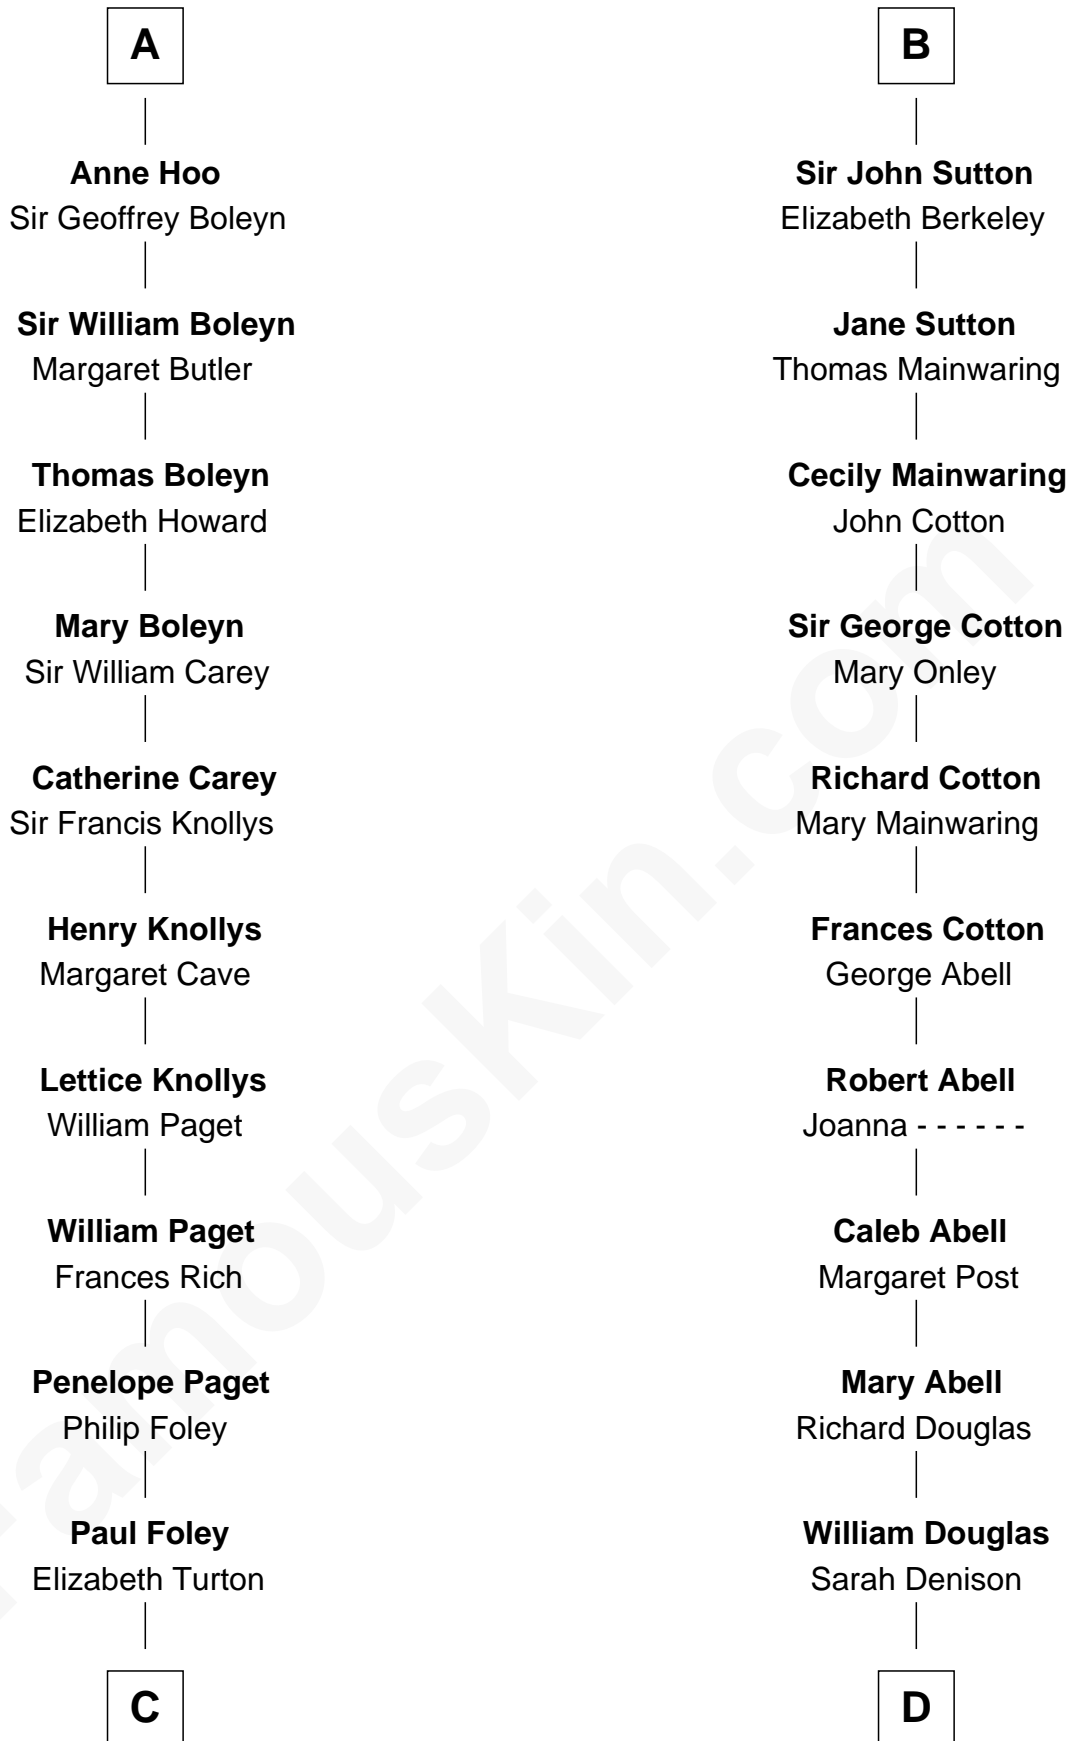 A
Anne Hoo
Sir Geoffrey Boleyn
Sir William Boleyn
Margaret Butler
Thomas Boleyn
Elizabeth Howard
Mary Boleyn
Sir William Carey
Catherine Carey
Sir Francis Knollys
Henry Knollys
Margaret Cave
Lettice Knollys
William Paget
William Paget
Frances Rich
Penelope Paget
Philip Foley
Paul Foley
Elizabeth Turton
C
B
Sir John Sutton
Elizabeth Berkeley
Jane Sutton
Thomas Mainwaring
Cecily Mainwaring
John Cotton
Sir George Cotton
Mary Onley
Richard Cotton
Mary Mainwaring
Frances Cotton
George Abell
Robert Abell
Joanna - - - - - -
Caleb Abell
Margaret Post
Mary Abell
Richard Douglas
William Douglas
Sarah Denison
D
FamousKin.com